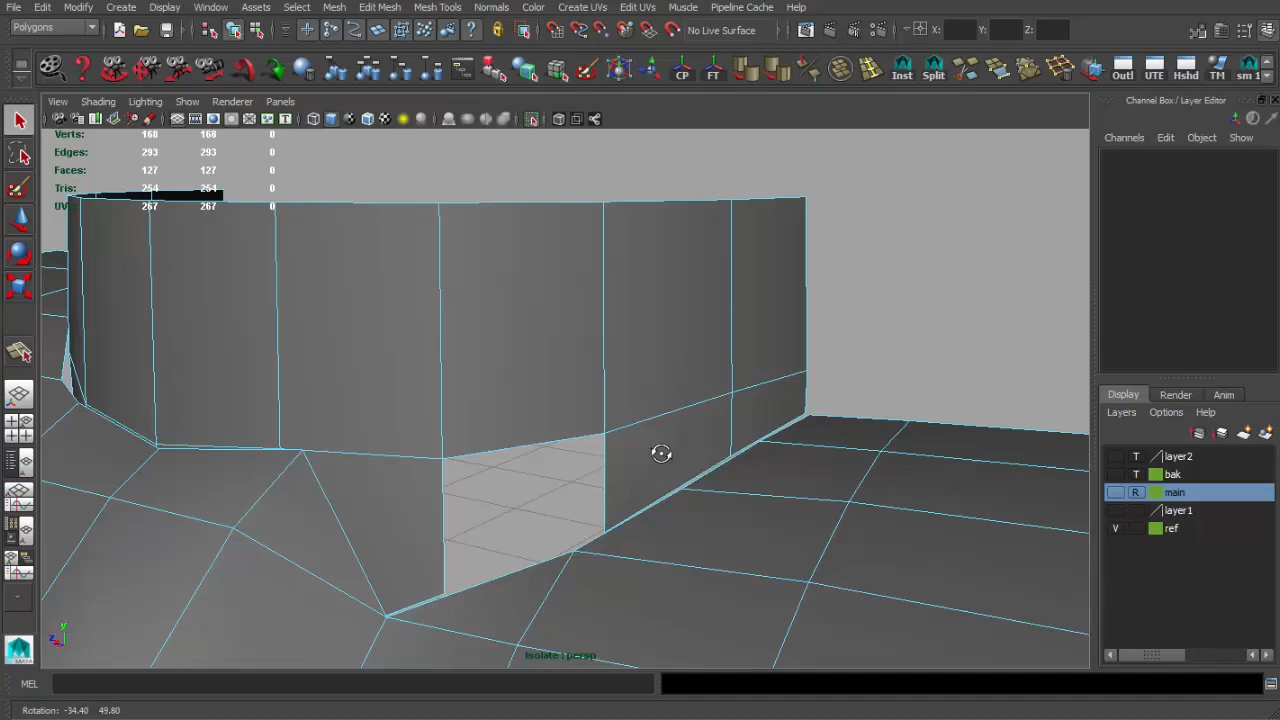 File Edit Modify Create Display Window Assets Select Mesh Edit Mesh Mesh Tools Normals Color Create UVs Edit UVs Muscle Pipeline Cache Help
Polygons No Live Surface X: Y: Z:
CP FT Inst Split Outl UTE Hshd TM sm 1
View Shading Lighting Show Renderer Panels
Channel Box / Layer Editor
Channels Edit Object Show
Verts: 168 168 0
Edges: 293 293 0
Faces: 127 127 0
Tris: 254 254 0
UVs: 267 267 0
Display Render Anim
Layers Options Help
T layer2
T bak
R main
layer1
V ref
y
z x
Isolate : persp
MAYA
MEL
Rotation: -34.40 49.80